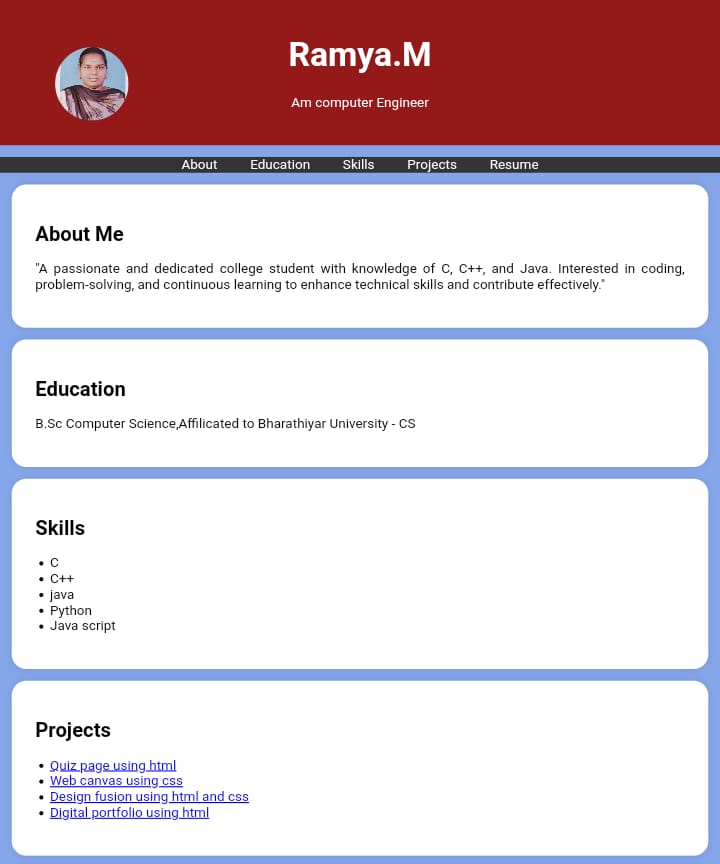 Ramya.M
Am computer Engineer
About Education Skills Projects Resume
About Me
"A passionate and dedicated college student with knowledge of C, C++, and Java. Interested in coding,
problem-solving, and continuous learning to enhance technical skills and contribute effectively."
Education
B.Sc Computer Science,Affilicated to Bharathiyar University - CS
Skills
C
C++
java
Python
Java script
Projects
Quiz page using html
Web canvas using css
Design fusion using html and css
Digital portfolio using html